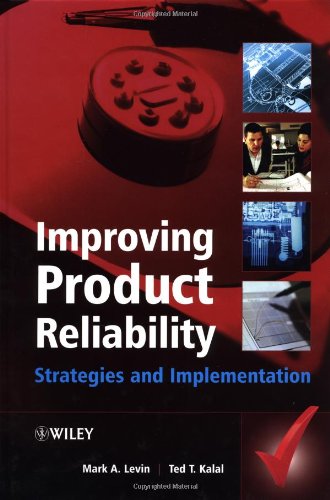 Improving
Product
Reliability
Strategies and Implementation
WILEY
Mark A. Levin | Ted T. Kalal